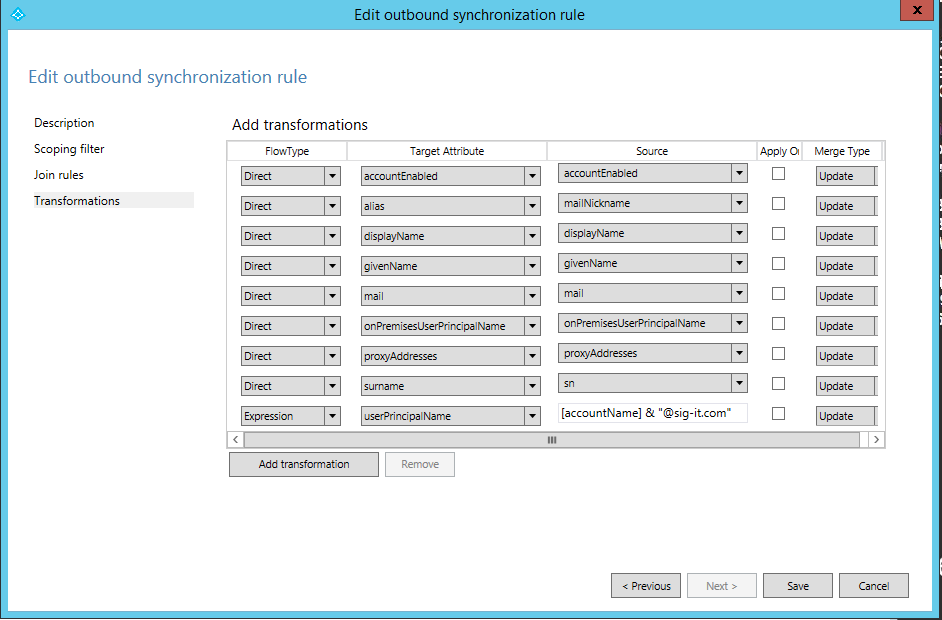 Edit outbound synchronization rule
x
Edit outbound synchronization rule
Description
Scoping filter
Join rules
Transformations
Add transformations
FlowType Target Attribute Source Apply O Merge Type
Direct accountEnabled accountEnabled Update
Direct alias mailNickname Update
Direct displayName displayName Update
Direct givenName givenName Update
Direct mail mail Update
Direct onPremisesUserPrincipalName onPremisesUserPrincipalName Update
Direct proxyAddresses proxyAddresses Update
Direct surname sn Update
Expression userPrincipalName [accountName] & "@sig-it.com" Update
Add transformation Remove
< Previous Next > Save Cancel